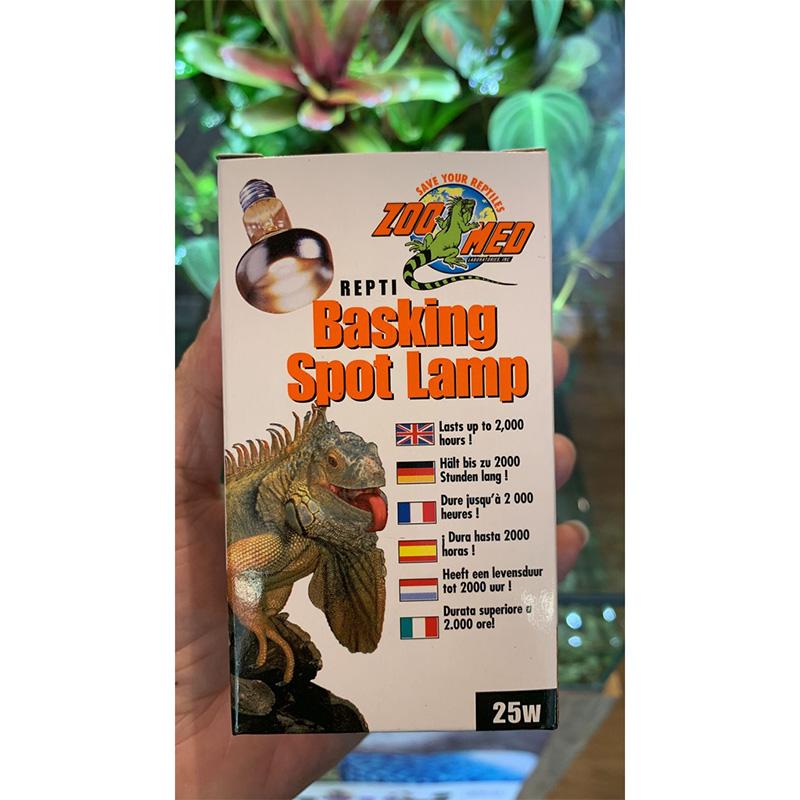 SAVE YOUR REPTILES
ZOO MED
LABORATORIES, INC
REPTI
Basking
Spot Lamp
Lasts up to 2,000
hours !
Hält bis zu 2000
Stunden lang !
Dure jusqu'à 2 000
heures !
¡ Dura hasta 2000
horas !
Heeft een levensduur
tot 2000 uur !
Durata superiore a
2.000 ore!
25W